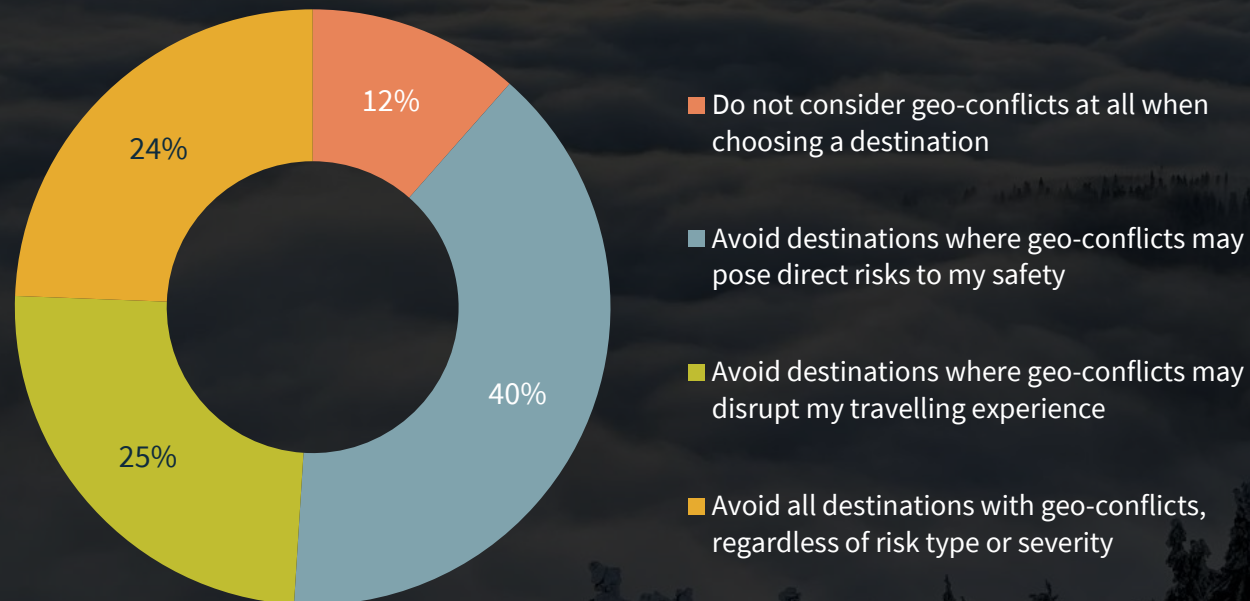 12%
24%
40%
25%
Do not consider geo-conflicts at all when
choosing a destination
Avoid destinations where geo-conflicts may
pose direct risks to my safety
Avoid destinations where geo-conflicts may
disrupt my travelling experience
Avoid all destinations with geo-conflicts,
regardless of risk type or severity